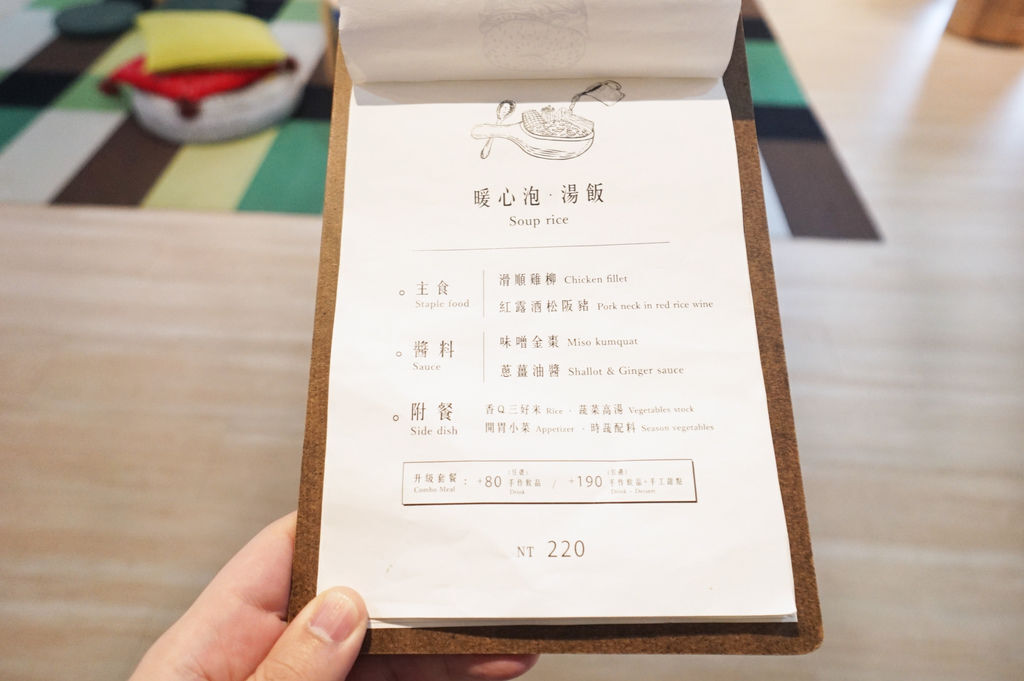 暖心泡·湯飯
Soup rice
主食
Staple food
滑順雞柳 Chicken fillet
紅露酒松阪豬 Pork neck in red rice wine
醬料
Sauce
味噌金棗 Miso kumquat
蔥薑油醬 Shallot & Ginger sauce
附餐
Side dish
香Q三好米 Rice · 蔬菜高湯 Vegetables stock
開胃小菜 Appetizer · 時蔬配料 Season vegetables
升級套餐 Combo Meal : +80 (任選) 手作飲品 Drink / +190 (任選) 手作飲品+手工甜點 Drink + Dessert
NT 220